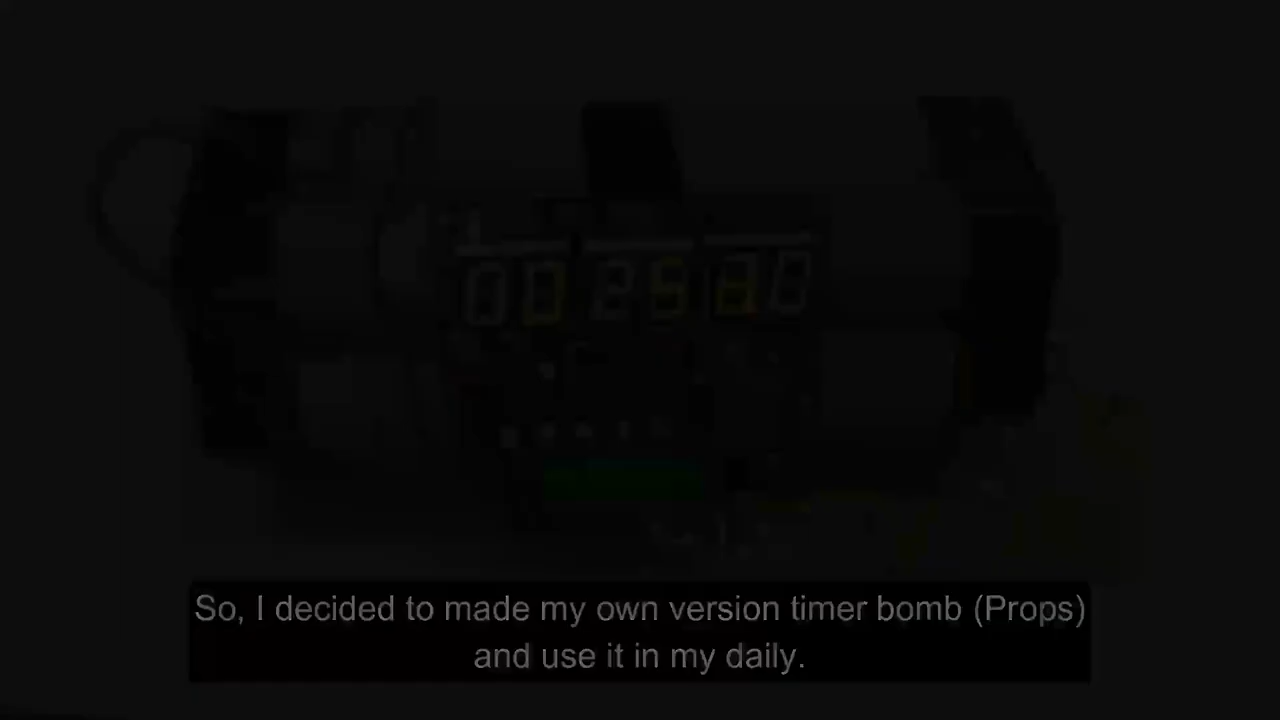 So, I decided to made my own version timer bomb (Props)
and use it in my daily.